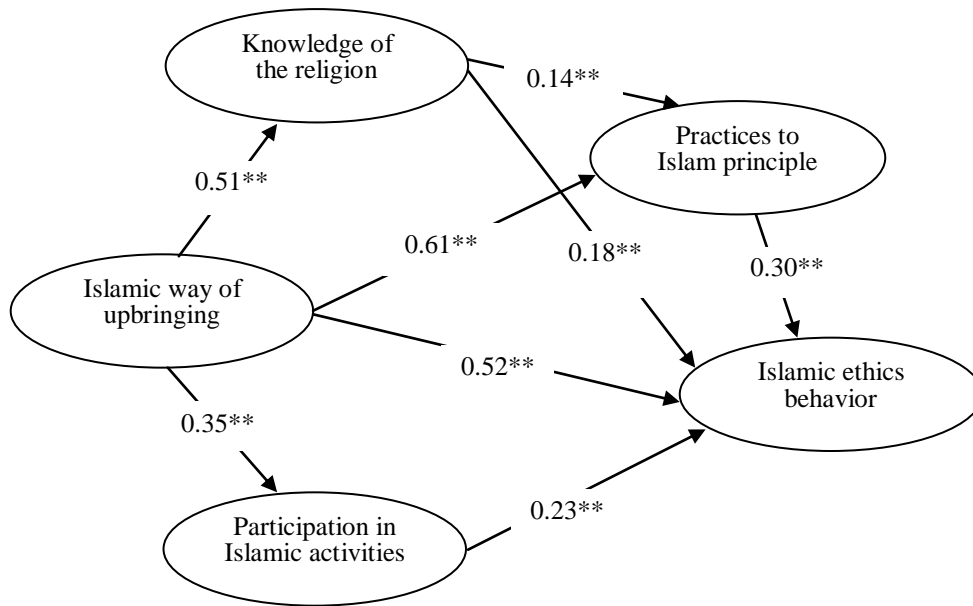 Knowledge of
the religion
0.14**
Practices to
Islam principle
0.51**
0.61**
0.18**
0.30**
Islamic way of
upbringing
0.52**
Islamic ethics
behavior
0.35**
0.23**
Participation in
Islamic activities